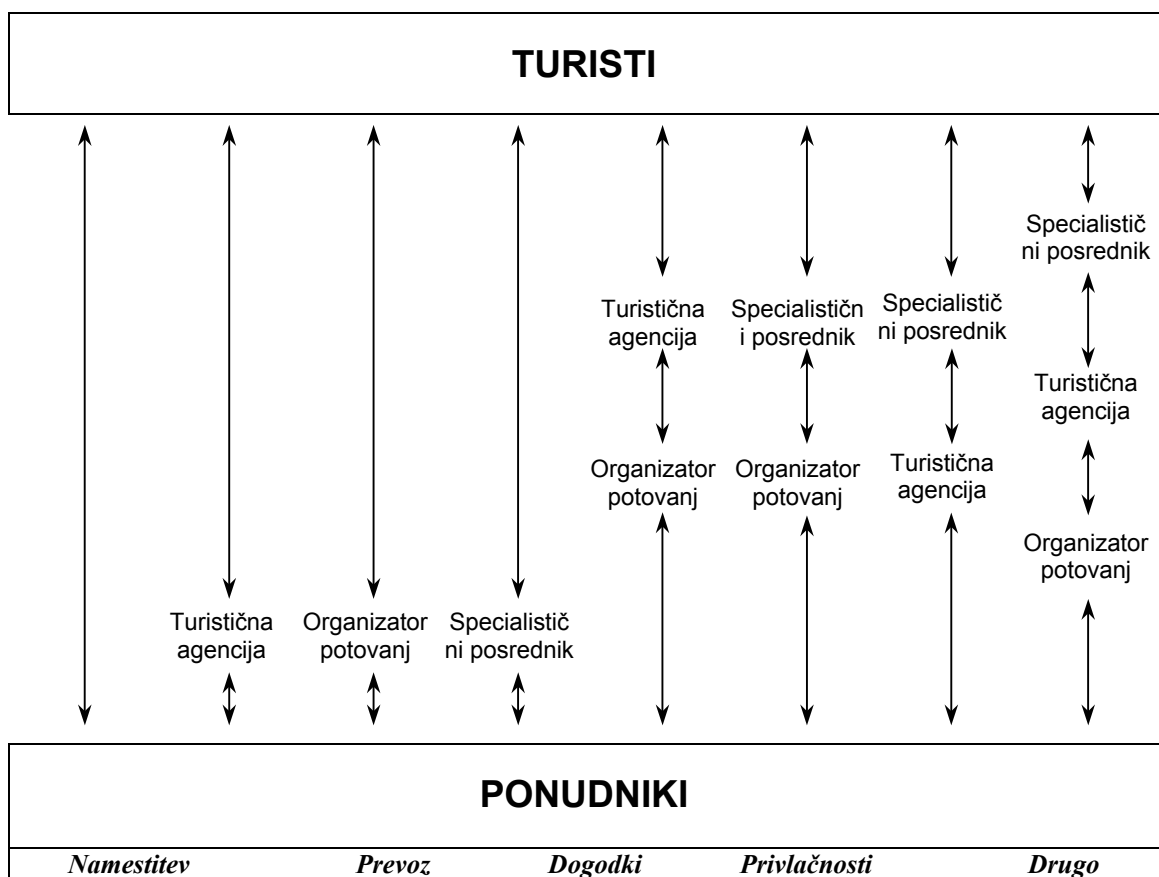 TURISTI
Specialistič
ni posrednik
Turistična
agencija
Specialističn
i posrednik
Specialistič
ni posrednik
Turistična
agencija
Organizator
potovanj
Organizator
potovanj
Turistična
agencija
Organizator
potovanj
Turistična
agencija
Organizator
potovanj
Specialistič
ni posrednik
PONUDNIKI
Namestitev Prevoz Dogodki Privlačnosti Drugo